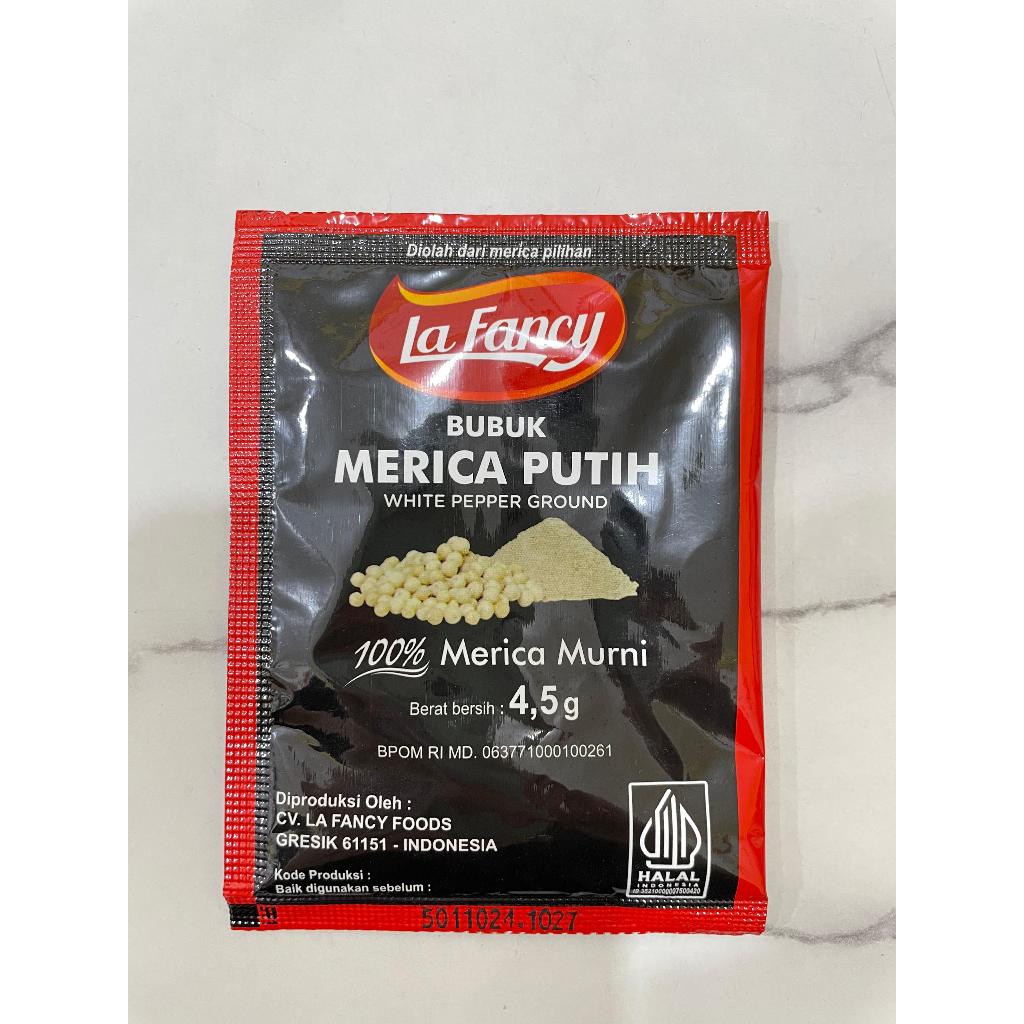 Diolah dari merica pilihan
La Fancy
BUBUK
MERICA PUTIH
WHITE PEPPER GROUND
100% Merica Murni
Berat bersih : 4,5 g
BPOM RI MD. 063771000100261
Diproduksi Oleh :
CV. LA FANCY FOODS
GRESIK 61151 - INDONESIA
Kode Produksi :
Baik digunakan sebelum :
HALAL
INDONESIA
5011024.1027